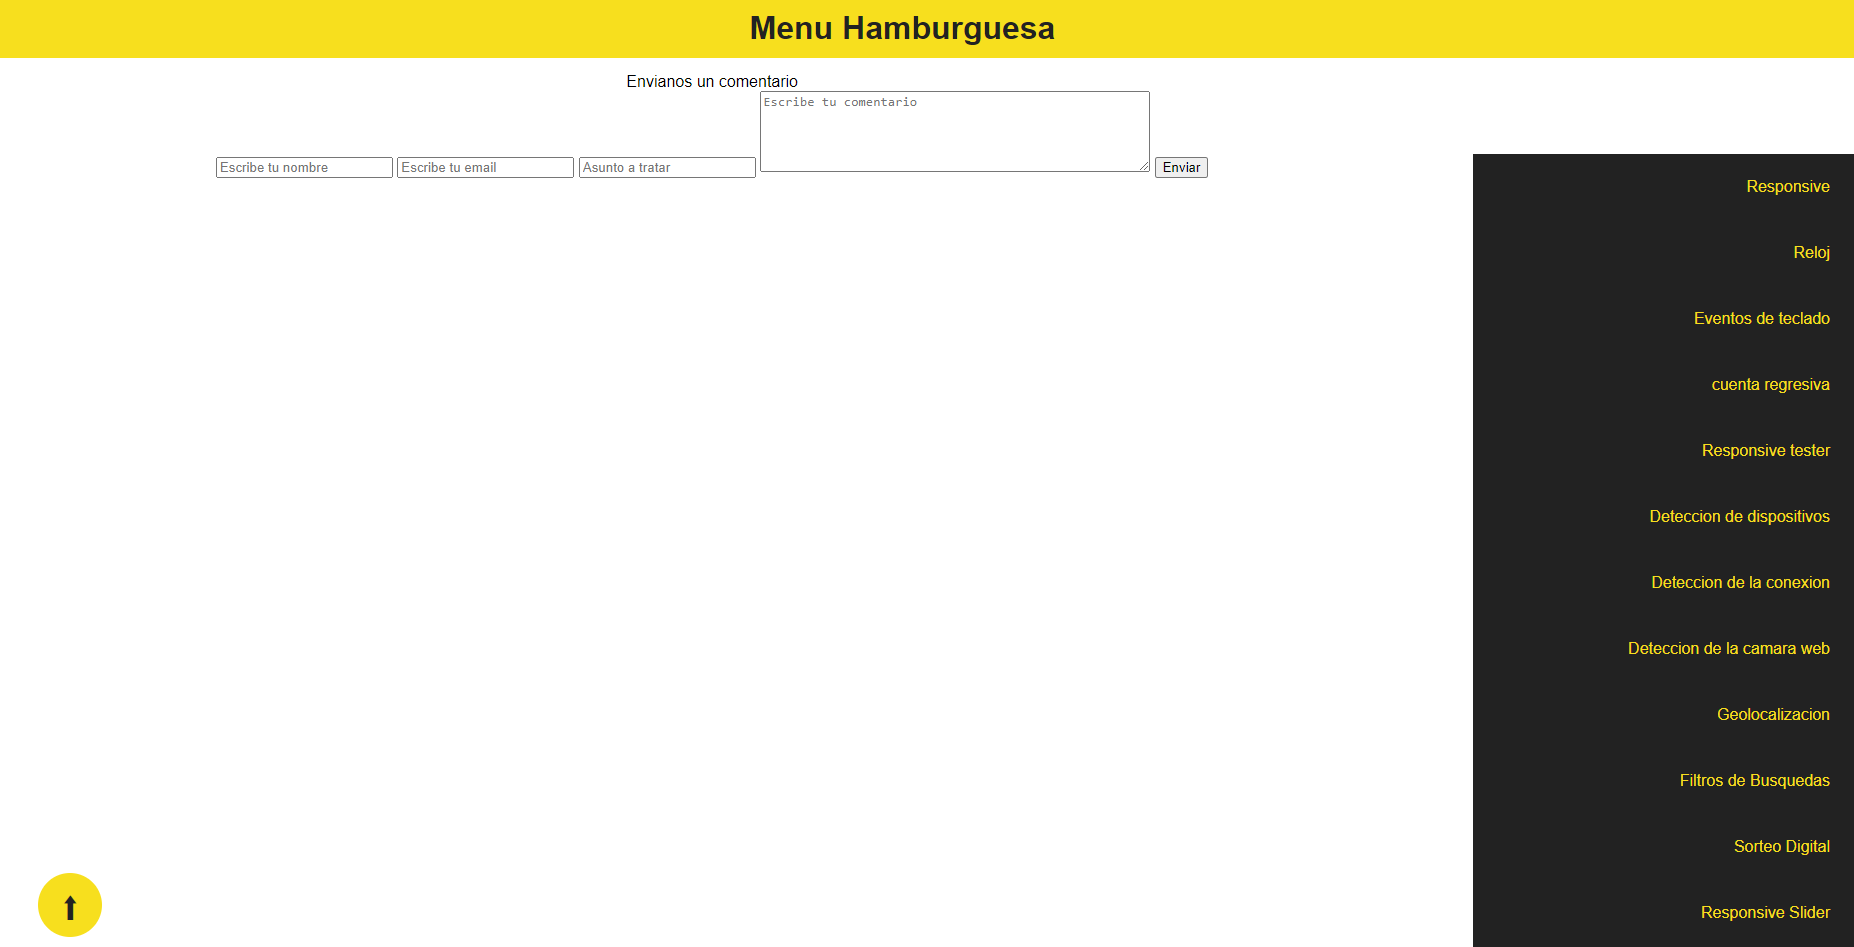 Menu Hamburguesa
Envianos un comentario
Escribe tu nombre
Escribe tu email
Asunto a tratar
Escribe tu comentario
Enviar
Responsive
Reloj
Eventos de teclado
cuenta regresiva
Responsive tester
Deteccion de dispositivos
Deteccion de la conexion
Deteccion de la camara web
Geolocalizacion
Filtros de Busquedas
Sorteo Digital
Responsive Slider